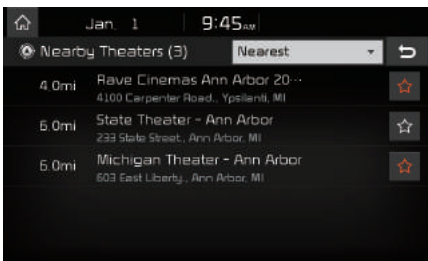 Jan. 1 9:45AM
Nearby Theaters (3) Nearest
4.0mi Rave Cinemas Ann Arbor 20···
4100 Carpenter Road., Ypsilanti, MI
6.0mi State Theater - Ann Arbor
233 State Street., Ann Arbor, MI
6.0mi Michigan Theater - Ann Arbor
603 East Liberty., Ann Arbor, MI